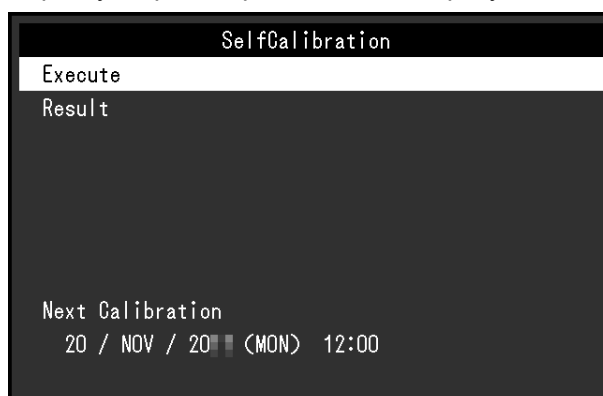 SelfCalibration
Execute
Result
Next Calibration
20 / NOV / 20 (MON) 12:00